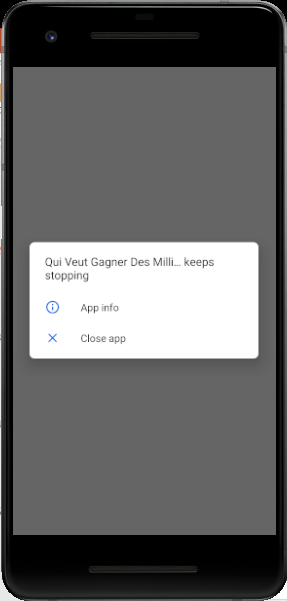 Qui Veut Gagner Des Milli... keeps
stopping
App info
Close app